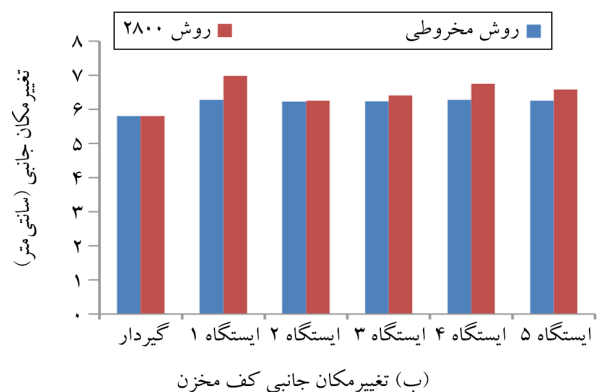 روش مخروطی
روش ۲۸۰۰
۸
۷
۶
۵
۴
۳
۲
۱
۰
تغییرمکان جانبی (سانتی متر)
گیردار
ایستگاه ۱
ایستگاه ۲
ایستگاه ۳
ایستگاه ۴
ایستگاه ۵
(ب) تغییرمکان جانبی کف مخزن